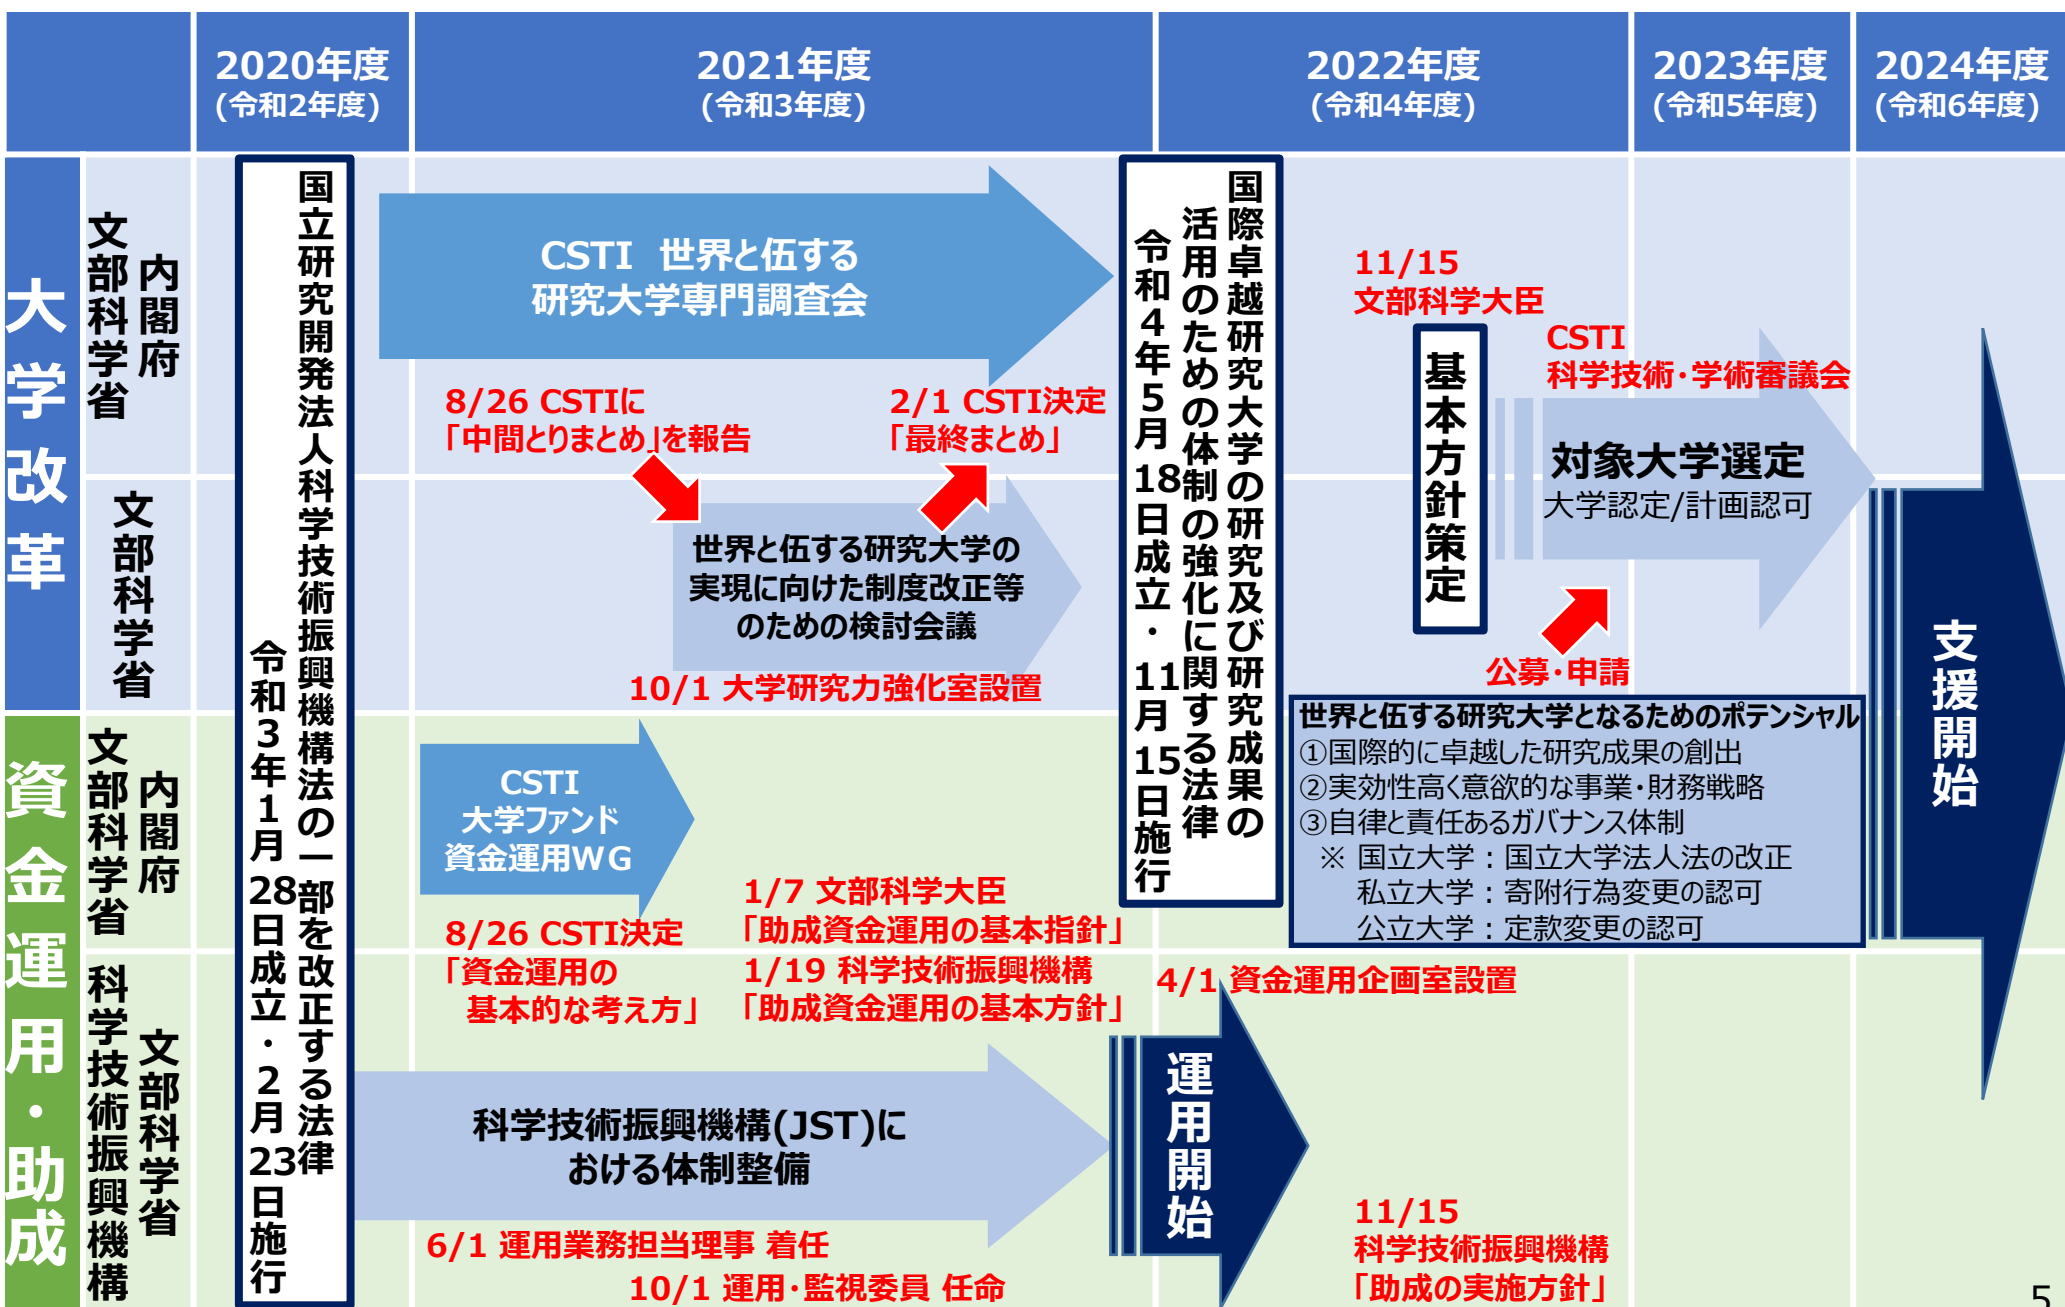 2020年度
(令和2年度)
2021年度
(令和3年度)
2022年度
(令和4年度)
2023年度
(令和5年度)
2024年度
(令和6年度)
大学改革
内閣府
文部科学省
文部科学省
国立研究開発法人科学技術振興機構法の一部を改正する法律
令和3年1月28日成立・2月23日施行
CSTI 世界と伍する
研究大学専門調査会
8/26 CSTIに
「中間とりまとめ」を報告
2/1 CSTI決定
「最終まとめ」
世界と伍する研究大学の
実現に向けた制度改正等
のための検討会議
10/1 大学研究力強化室設置
国際卓越研究大学の研究及び研究成果の
活用のための体制の強化に関する法律
令和4年5月18日成立・11月15日施行
11/15
文部科学大臣
基本方針策定
CSTI
科学技術・学術審議会
対象大学選定
大学認定/計画認可
公募・申請
世界と伍する研究大学となるためのポテンシャル
①国際的に卓越した研究成果の創出
②実効性高く意欲的な事業・財務戦略
③自律と責任あるガバナンス体制
※ 国立大学：国立大学法人法の改正
私立大学：寄附行為変更の認可
公立大学：定款変更の認可
支援開始
資金運用・助成
内閣府
文部科学省
文部科学省
科学技術振興機構
CSTI
大学ファンド
資金運用WG
8/26 CSTI決定
「資金運用の
基本的な考え方」
1/7 文部科学大臣
「助成資金運用の基本指針」
1/19 科学技術振興機構
「助成資金運用の基本方針」
4/1 資金運用企画室設置
科学技術振興機構(JST)に
おける体制整備
運用開始
6/1 運用業務担当理事 着任
10/1 運用・監視委員 任命
11/15
科学技術振興機構
「助成の実施方針」
5